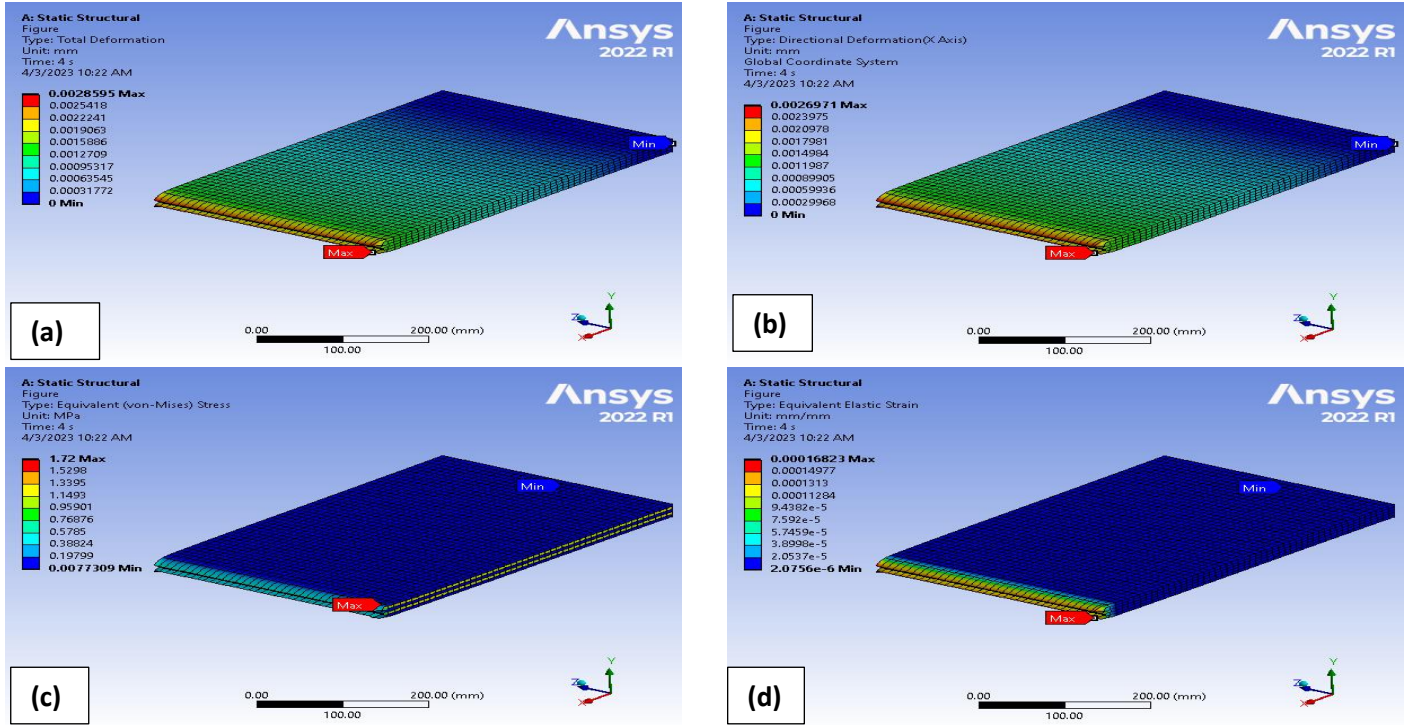 A: Static Structural
Figure
Type: Total Deformation
Unit: mm
Time: 4 s
4/3/2023 10:22 AM
Ansys
2022 R1
0.0028595 Max
0.0025418
0.0022241
0.0019063
0.0015886
0.0012709
0.00095317
0.00063545
0.00031772
0 Min
Min
Max
Y
Z
X
0.00
200.00 (mm)
100.00
(a)
A: Static Structural
Figure
Type: Directional Deformation(X Axis)
Unit: mm
Global Coordinate System
Time: 4 s
4/3/2023 10:22 AM
Ansys
2022 R1
0.0026971 Max
0.0023975
0.0020978
0.0017981
0.0014984
0.0011987
0.00089905
0.00059936
0.00029968
0 Min
Min
Max
Y
Z
X
0.00
200.00 (mm)
100.00
(b)
A: Static Structural
Figure
Type: Equivalent (von-Mises) Stress
Unit: MPa
Time: 4 s
4/3/2023 10:22 AM
Ansys
2022 R1
1.72 Max
1.5298
1.3395
1.1493
0.95901
0.76876
0.5785
0.38824
0.19799
0.0077309 Min
Min
Max
Y
Z
X
0.00
200.00 (mm)
100.00
(c)
A: Static Structural
Figure
Type: Equivalent Elastic Strain
Unit: mm/mm
Time: 4 s
4/3/2023 10:22 AM
Ansys
2022 R1
0.00016823 Max
0.00014977
0.0001313
0.00011284
9.4382e-5
7.592e-5
5.7459e-5
3.8998e-5
2.0537e-5
2.0756e-6 Min
Min
Max
Y
Z
X
0.00
200.00 (mm)
100.00
(d)